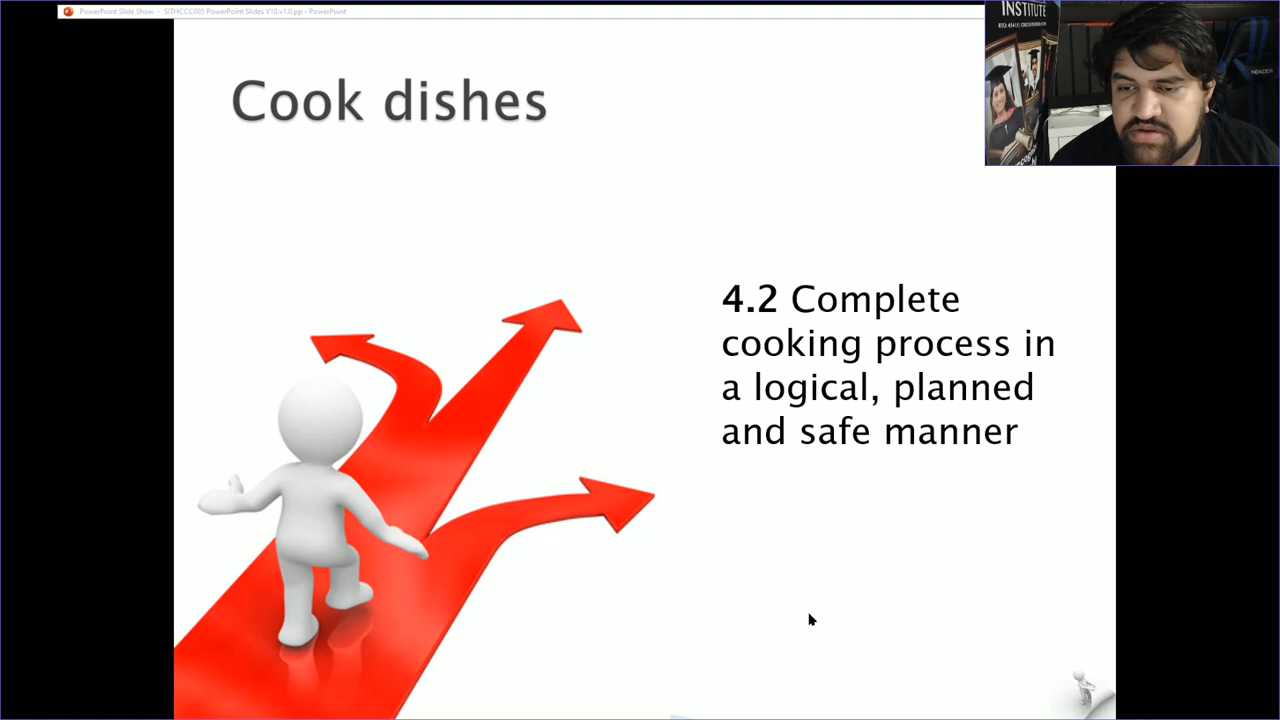 PowerPoint Slide Show - SITHCCC005 PowerPoint Slides V10.v1.0.pp - PowerPoint
INSTITUTE
Cook dishes
4.2 Complete
cooking process in
a logical, planned
and safe manner